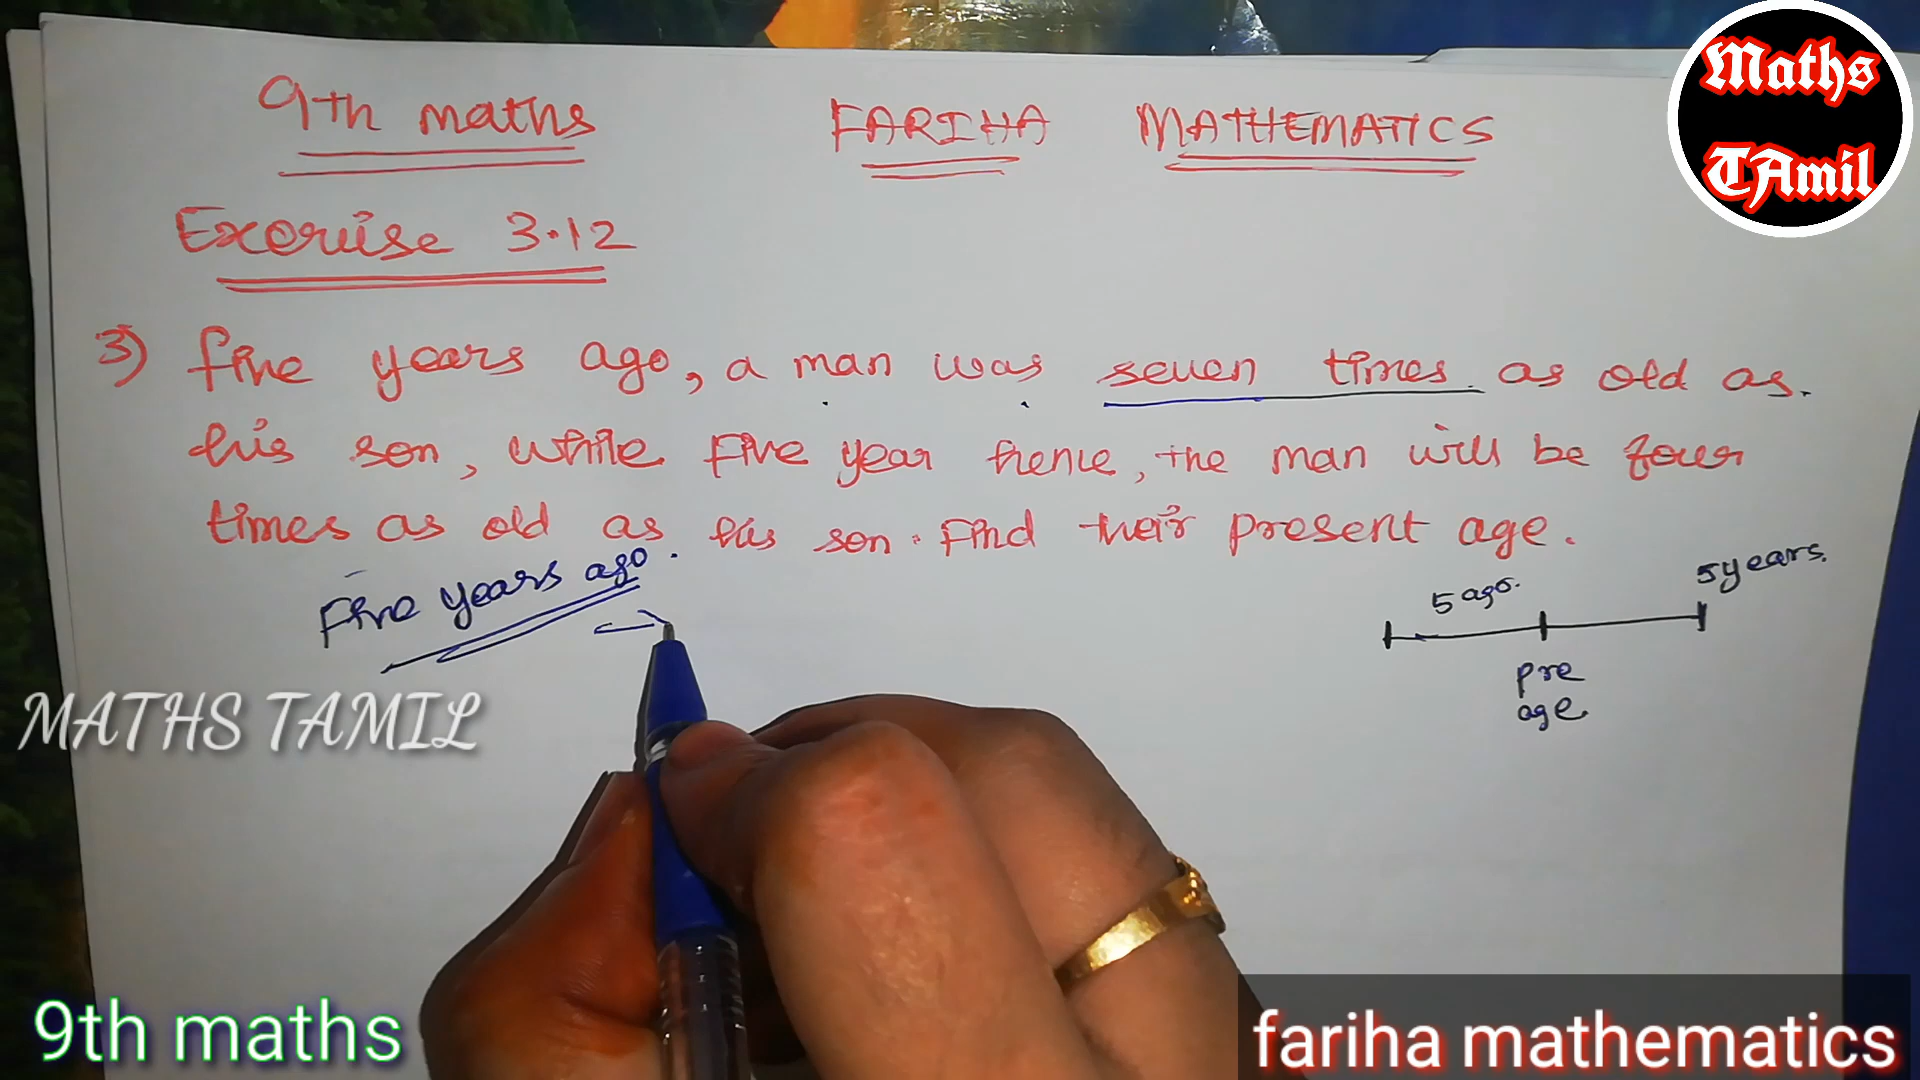 9th maths
FARIHA MATHEMATICS
Maths
TAmil
Exercise 3.12
3) five years ago, a man was seven times as old as
his son, while Five year hence, the man will be four
times as old as his son. Find their present age.
Five years ago.
5 ago.
5 years.
pre
age
MATHS TAMIL
9th maths
fariha mathematics